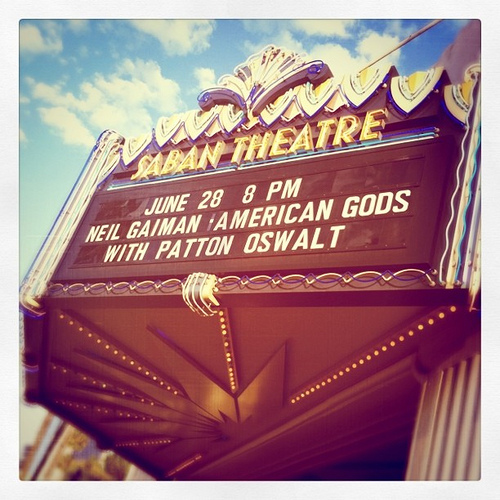 SABAN THEATRE
JUNE 28 8 PM
NEIL GAIMAN AMERICAN GODS
WITH PATTON OSWALT